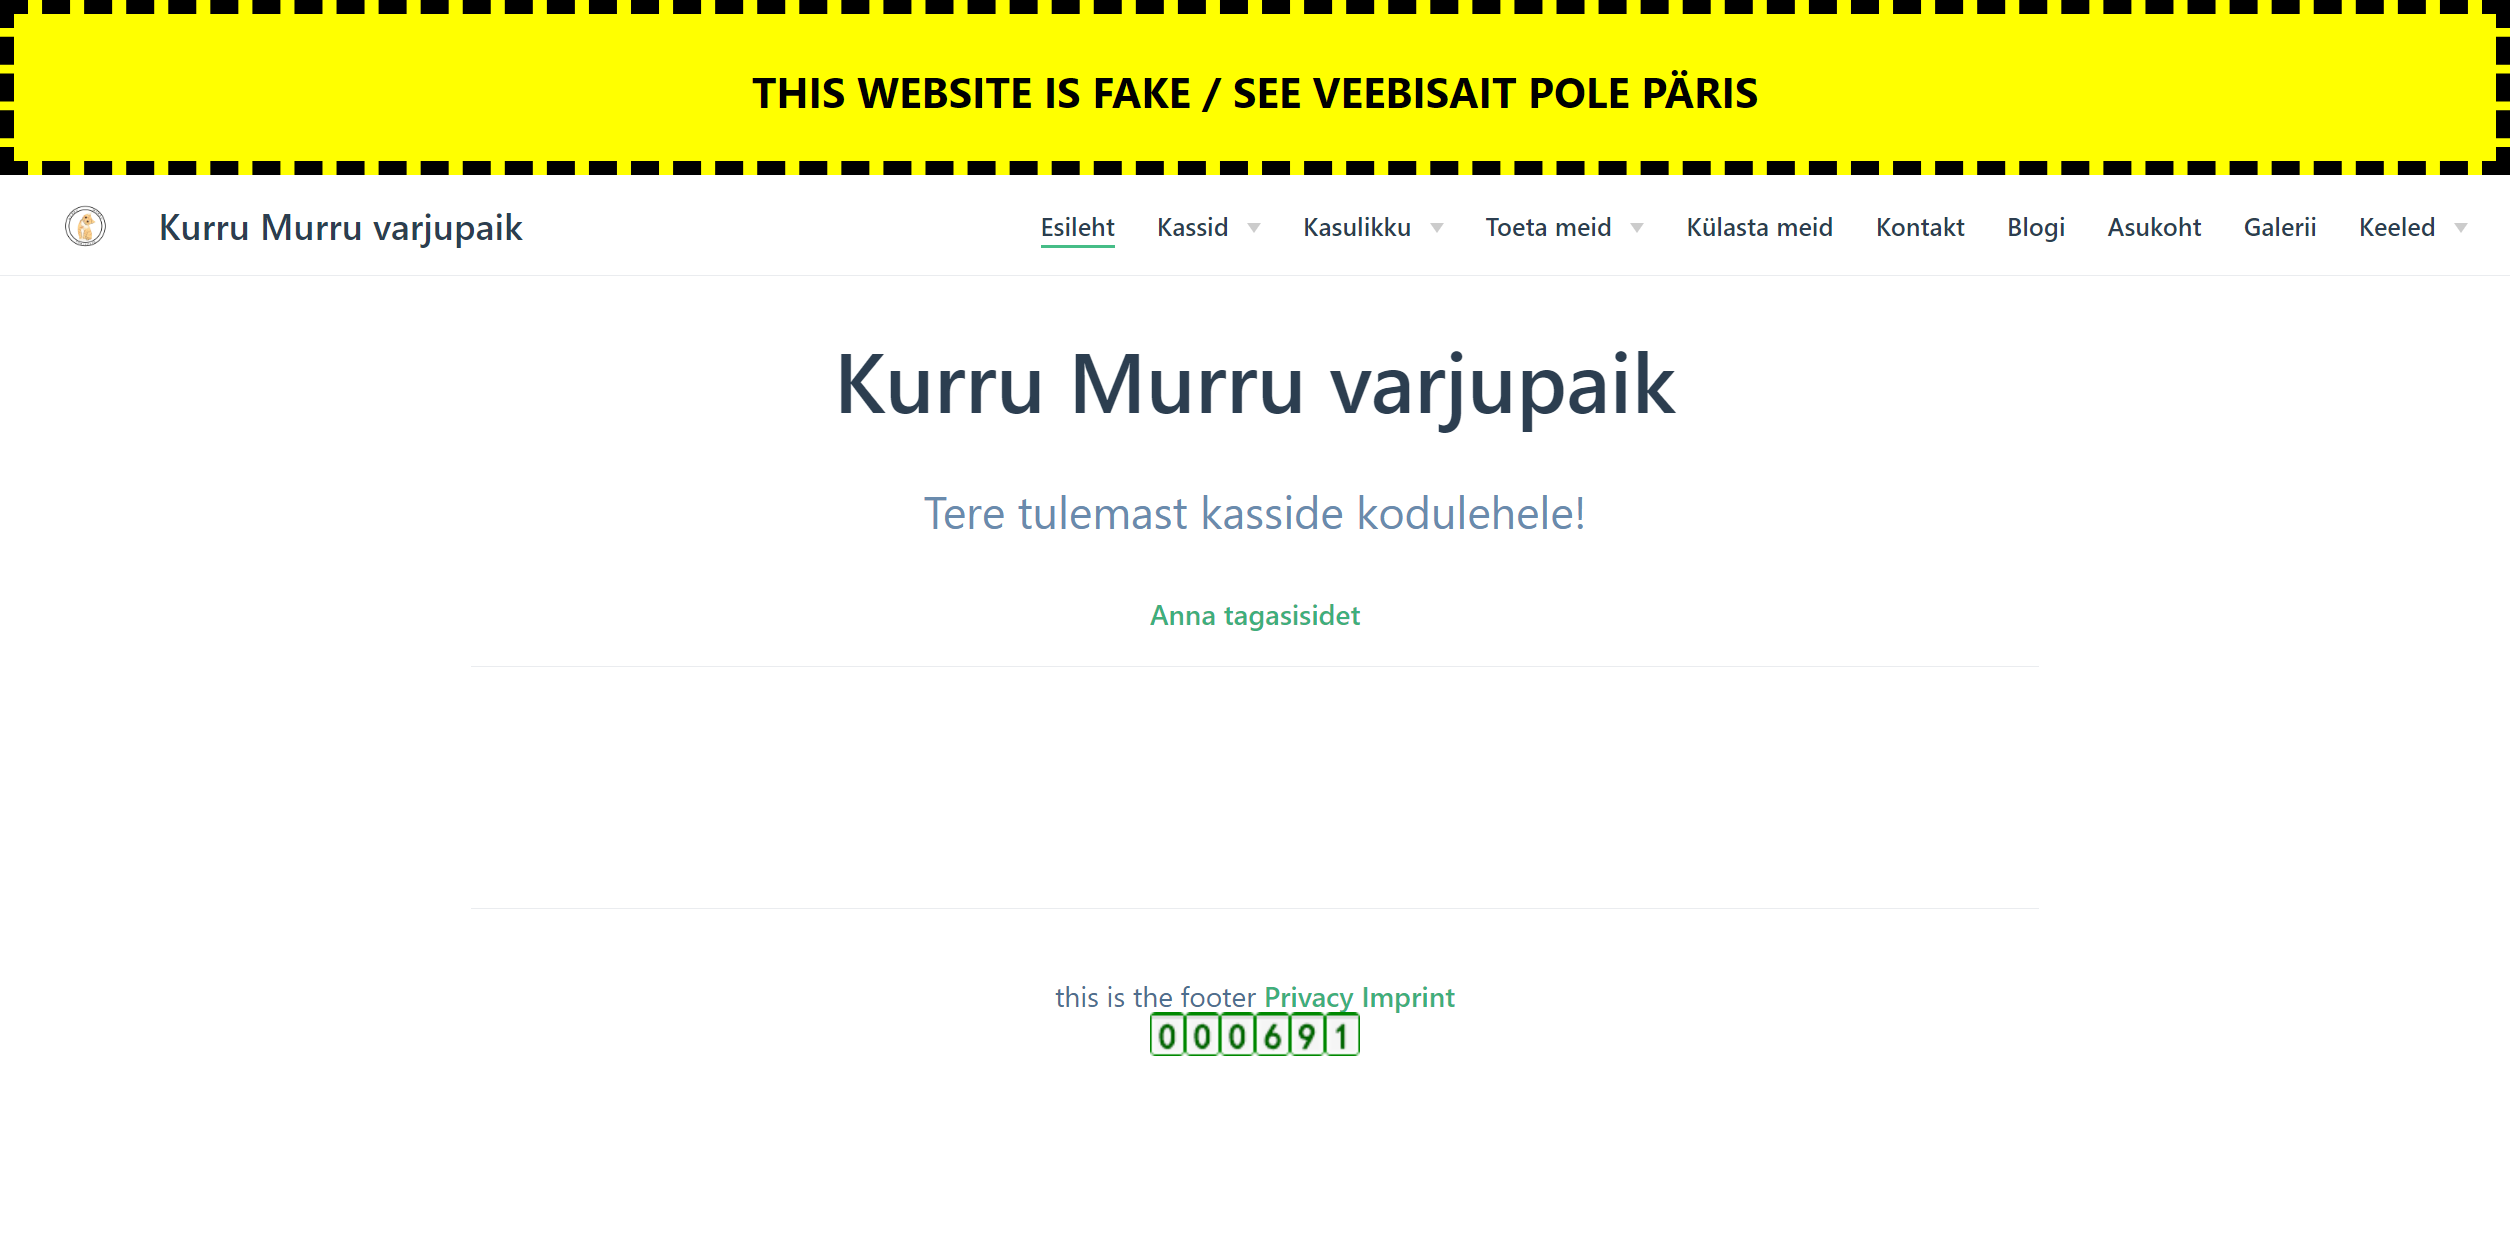 THIS WEBSITE IS FAKE / SEE VEEBISAIT POLE PÄRIS
Kurru Murru varjupaik
Esileht Kassid Kasulikku Toeta meid Külasta meid Kontakt Blogi Asukoht Galerii Keeled
Kurru Murru varjupaik
Tere tulemast kasside kodulehele!
Anna tagasisidet
this is the footer Privacy Imprint
000691